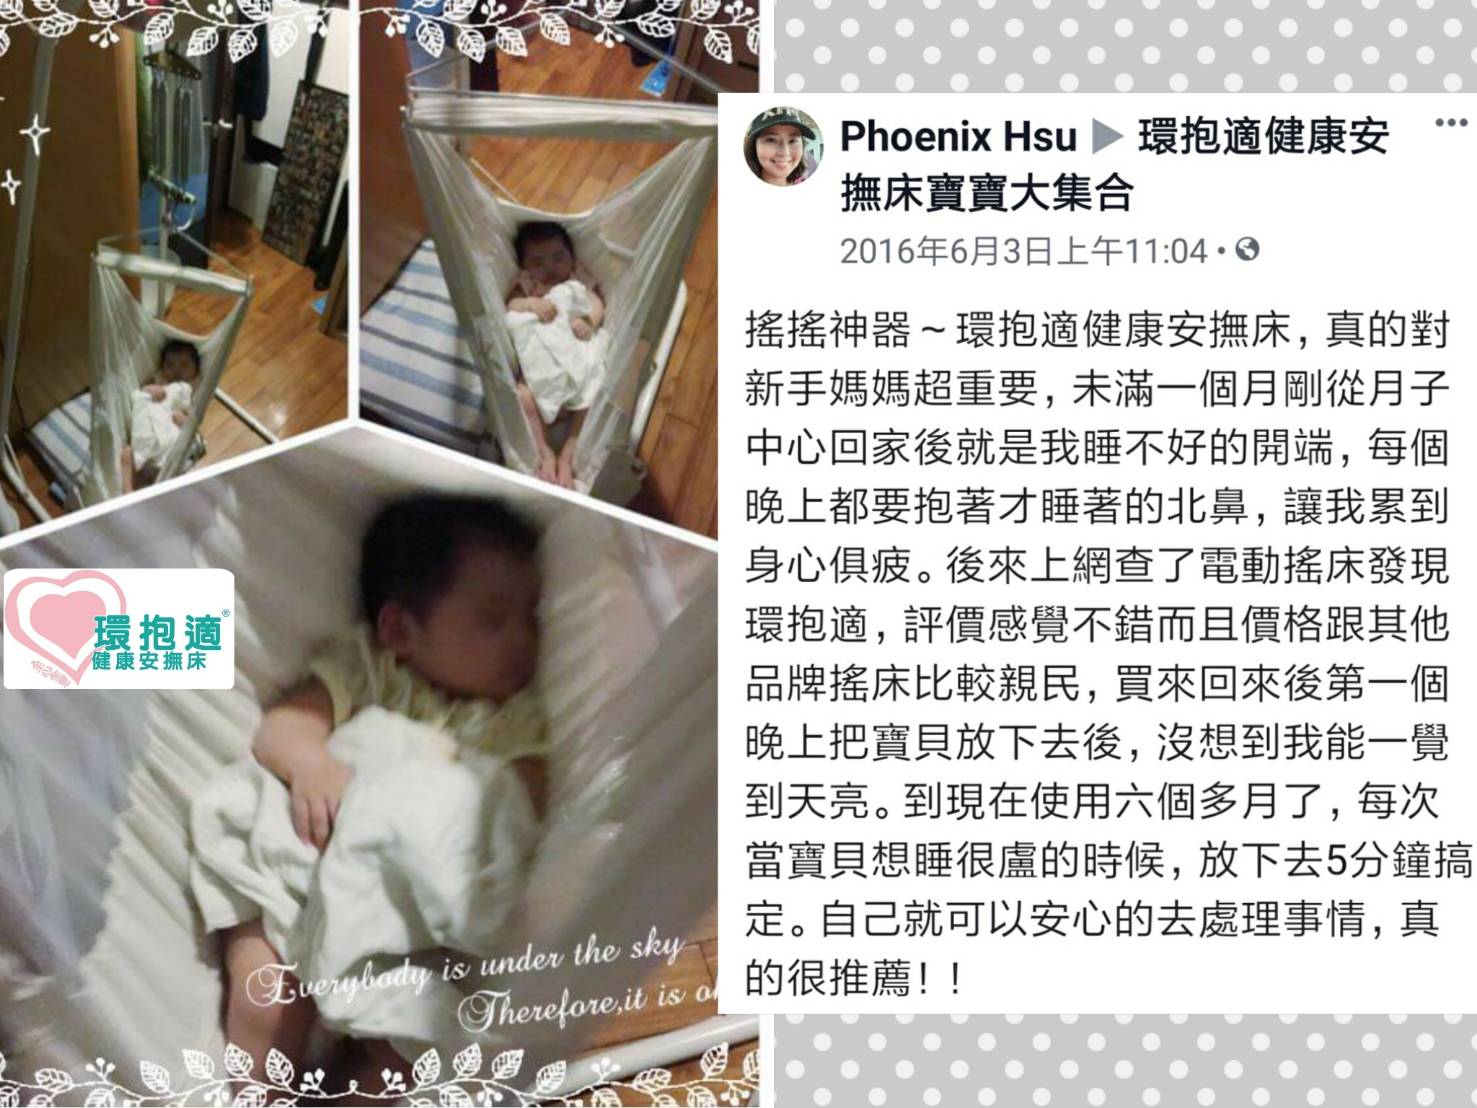 Phoenix Hsu ▶ 環抱適健康安
撫床寶寶大集合
2016年6月3日上午11:04
搖搖神器～環抱適健康安撫床，真的對
新手媽媽超重要，未滿一個月剛從月子
中心回家後就是我睡不好的開端，每個
晚上都要抱著才睡著的北鼻，讓我累到
身心俱疲。後來上網查了電動搖床發現
環抱適，評價感覺不錯而且價格跟其他
品牌搖床比較親民，買來回來後第一個
晚上把寶貝放下去後，沒想到我能一覺
到天亮。到現在使用六個多月了，每次
當寶貝想睡很盧的時候，放下去5分鐘搞
定。自己就可以安心的去處理事情，真
的很推薦！！
環抱適®
健康安撫床
Everybody is under the sky
Therefore,it is